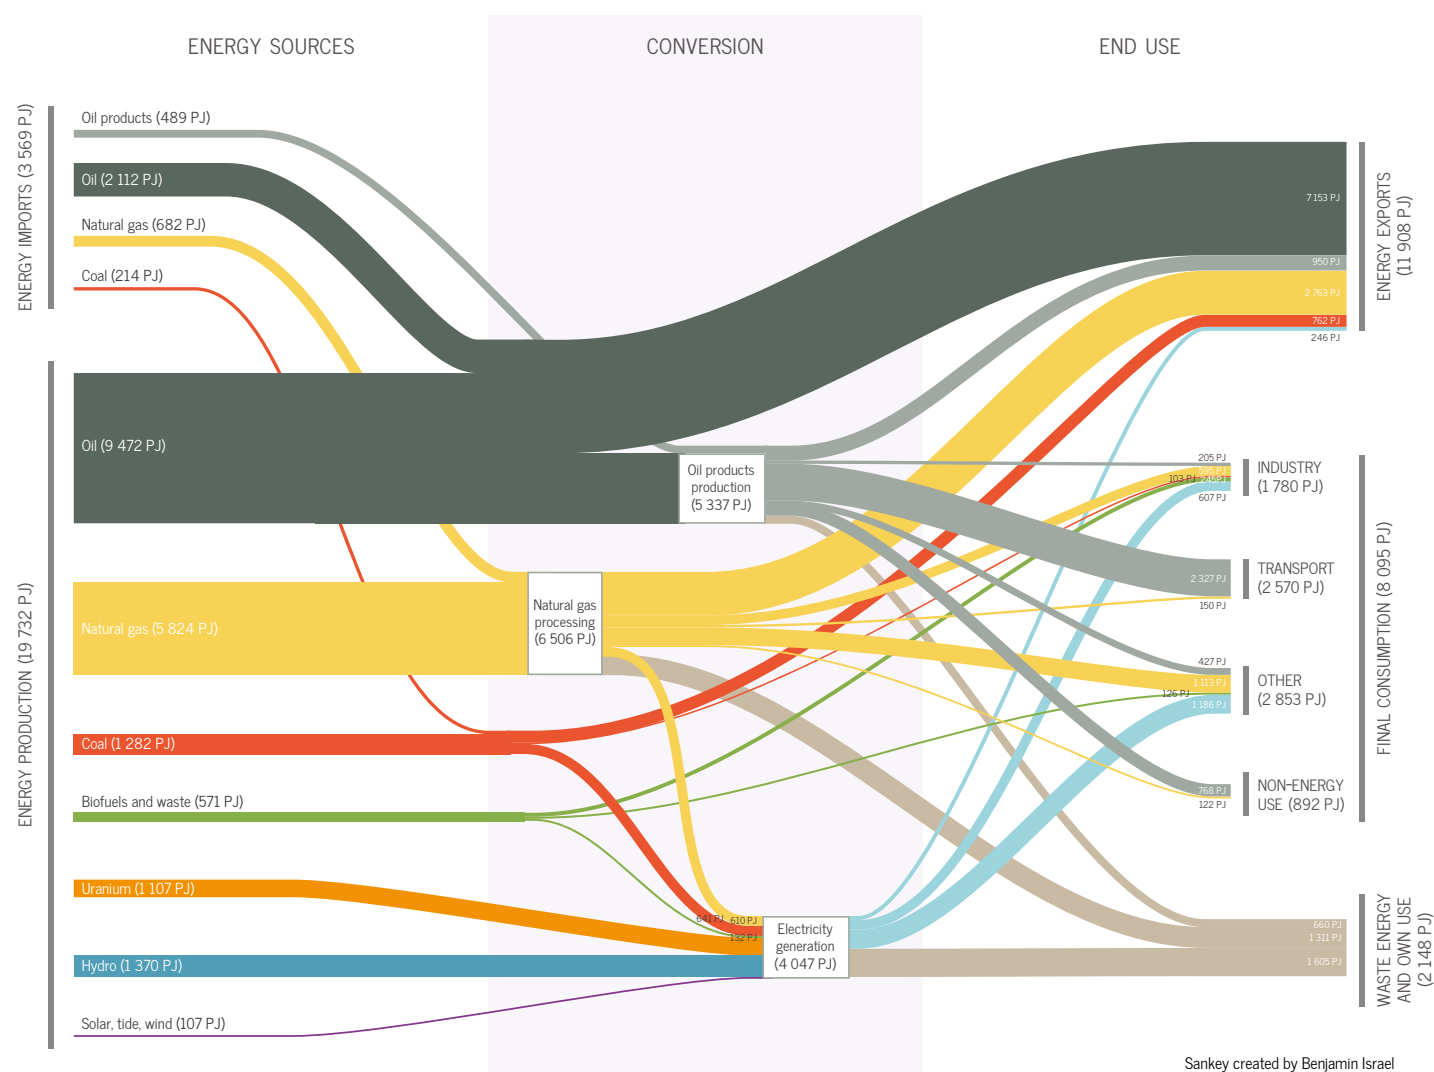 ENERGY SOURCES
CONVERSION
END USE
ENERGY IMPORTS (3 569 PJ)
Oil products (489 PJ)
Oil (2 112 PJ)
Natural gas (682 PJ)
Coal (214 PJ)
ENERGY PRODUCTION (19 732 PJ)
Oil (9 472 PJ)
Natural gas (5 824 PJ)
Coal (1 282 PJ)
Biofuels and waste (571 PJ)
Uranium (1 107 PJ)
Hydro (1 370 PJ)
Solar, tide, wind (107 PJ)
Oil products
production
(5 337 PJ)
Natural gas
processing
(6 506 PJ)
641 PJ
610 PJ
132 PJ
Electricity
generation
(4 047 PJ)
7 153 PJ
950 PJ
2 763 PJ
762 PJ
246 PJ
ENERGY EXPORTS
(11 908 PJ)
205 PJ
595 PJ
103 PJ
245 PJ
607 PJ
INDUSTRY
(1 780 PJ)
2 327 PJ
150 PJ
TRANSPORT
(2 570 PJ)
427 PJ
1 113 PJ
126 PJ
1 186 PJ
OTHER
(2 853 PJ)
768 PJ
122 PJ
NON-ENERGY
USE (892 PJ)
FINAL CONSUMPTION (8 095 PJ)
660 PJ
1 311 PJ
1 605 PJ
WASTE ENERGY
AND OWN USE
(2 148 PJ)
Sankey created by Benjamin Israel